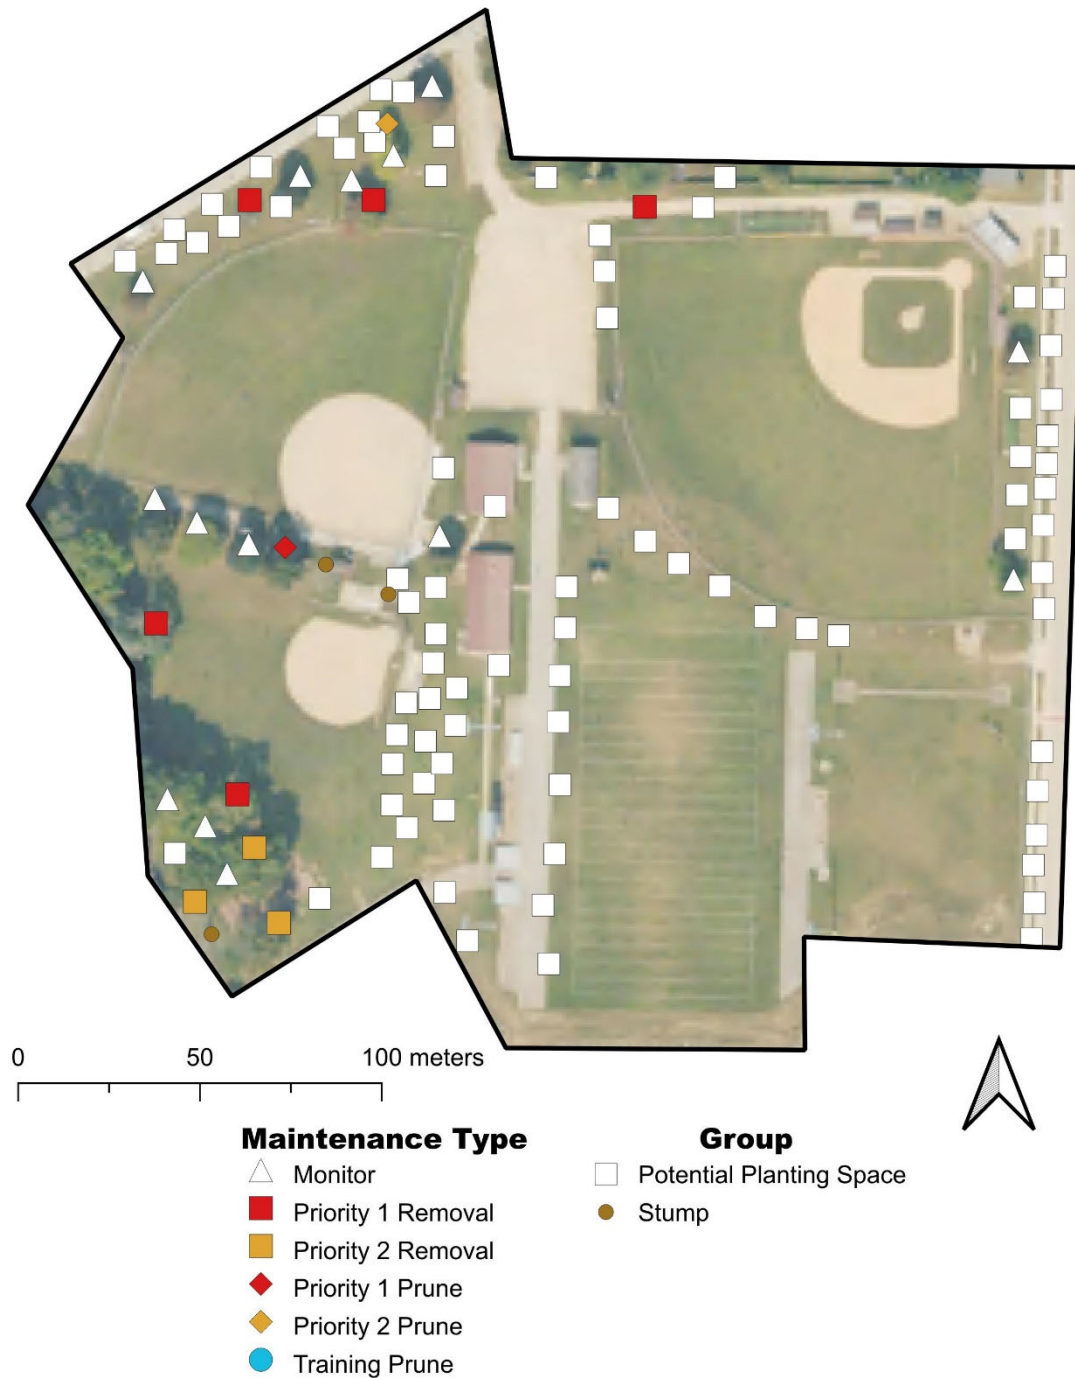 0 50 100 meters
Maintenance Type
Monitor
Priority 1 Removal
Priority 2 Removal
Priority 1 Prune
Priority 2 Prune
Training Prune
Group
Potential Planting Space
Stump